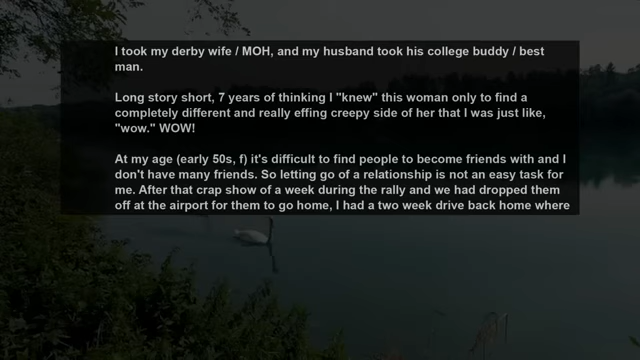 I took my derby wife / MOH, and my husband took his college buddy / best
man.
Long story short, 7 years of thinking I "knew" this woman only to find a
completely different and really effing creepy side of her that I was just like,
"wow." WOW!
At my age (early 50s, f) it's difficult to find people to become friends with and I
don't have many friends. So letting go of a relationship is not an easy task for
me. After that crap show of a week during the rally and we had dropped them
off at the airport for them to go home, I had a two week drive back home where